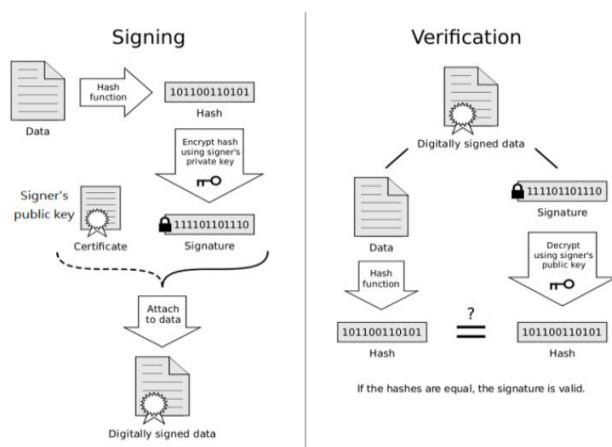 Signing
Data
Hash
function
101100110101
Hash
Encrypt hash
using signer's
private key
Signer's
public key
Certificate
111101101110
Signature
Attach
to data
Digitally signed data
Verification
Digitally signed data
Data
111101101110
Signature
Hash
function
Decrypt
using signer's
public key
101100110101
Hash
?
=
101100110101
Hash
If the hashes are equal, the signature is valid.